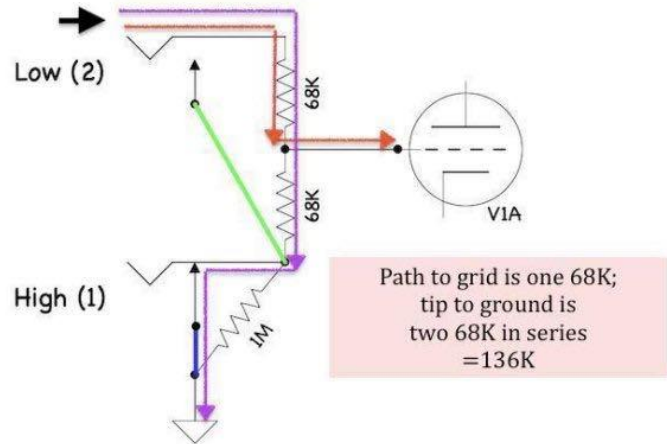 Low (2)
68K
68K
V1A
High (1)
1M
Path to grid is one 68K;
tip to ground is
two 68K in series
=136K